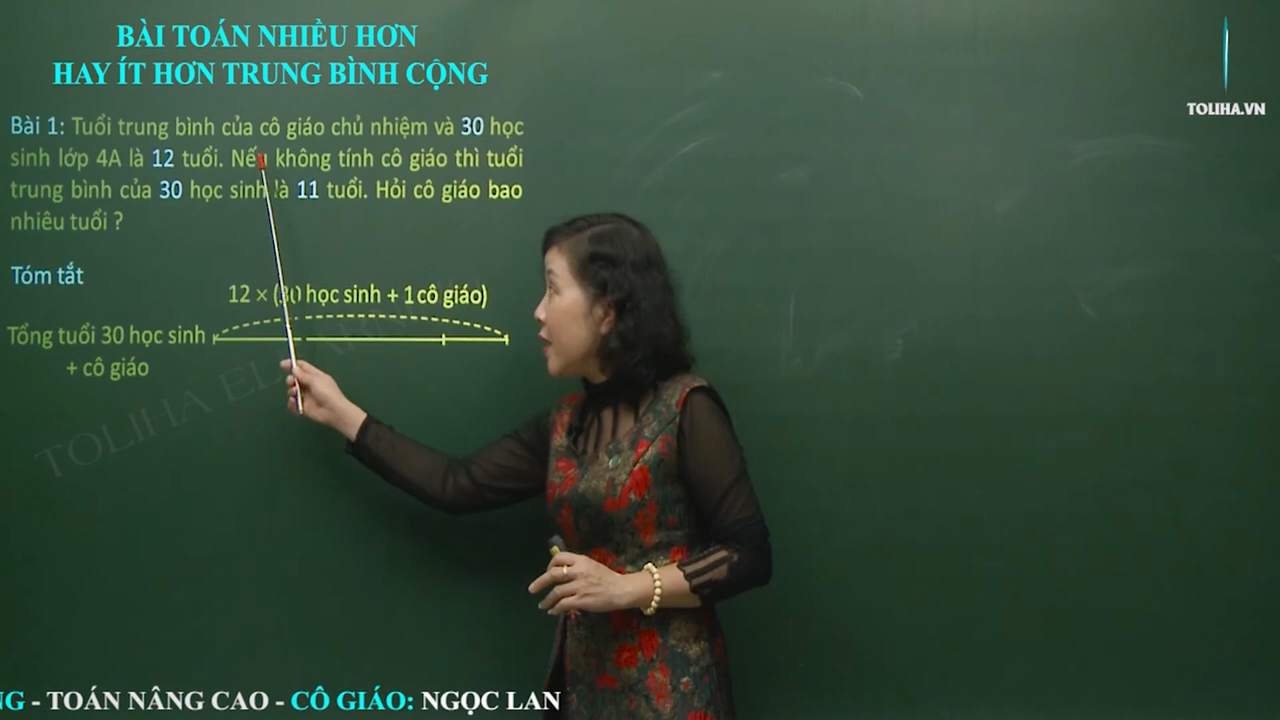 BÀI TOÁN NHIỀU HƠN
HAY ÍT HƠN TRUNG BÌNH CỘNG
TOLIHA.VN
Bài 1: Tuổi trung bình của cô giáo chủ nhiệm và 30 học
sinh lớp 4A là 12 tuổi. Nếu không tính cô giáo thì tuổi
trung bình của 30 học sinh là 11 tuổi. Hỏi cô giáo bao
nhiêu tuổi ?
Tóm tắt
12 × (30 học sinh + 1 cô giáo)
Tổng tuổi 30 học sinh
+ cô giáo
TOLIHA
NG - TOÁN NÂNG CAO - CÔ GIÁO: NGỌC LAN